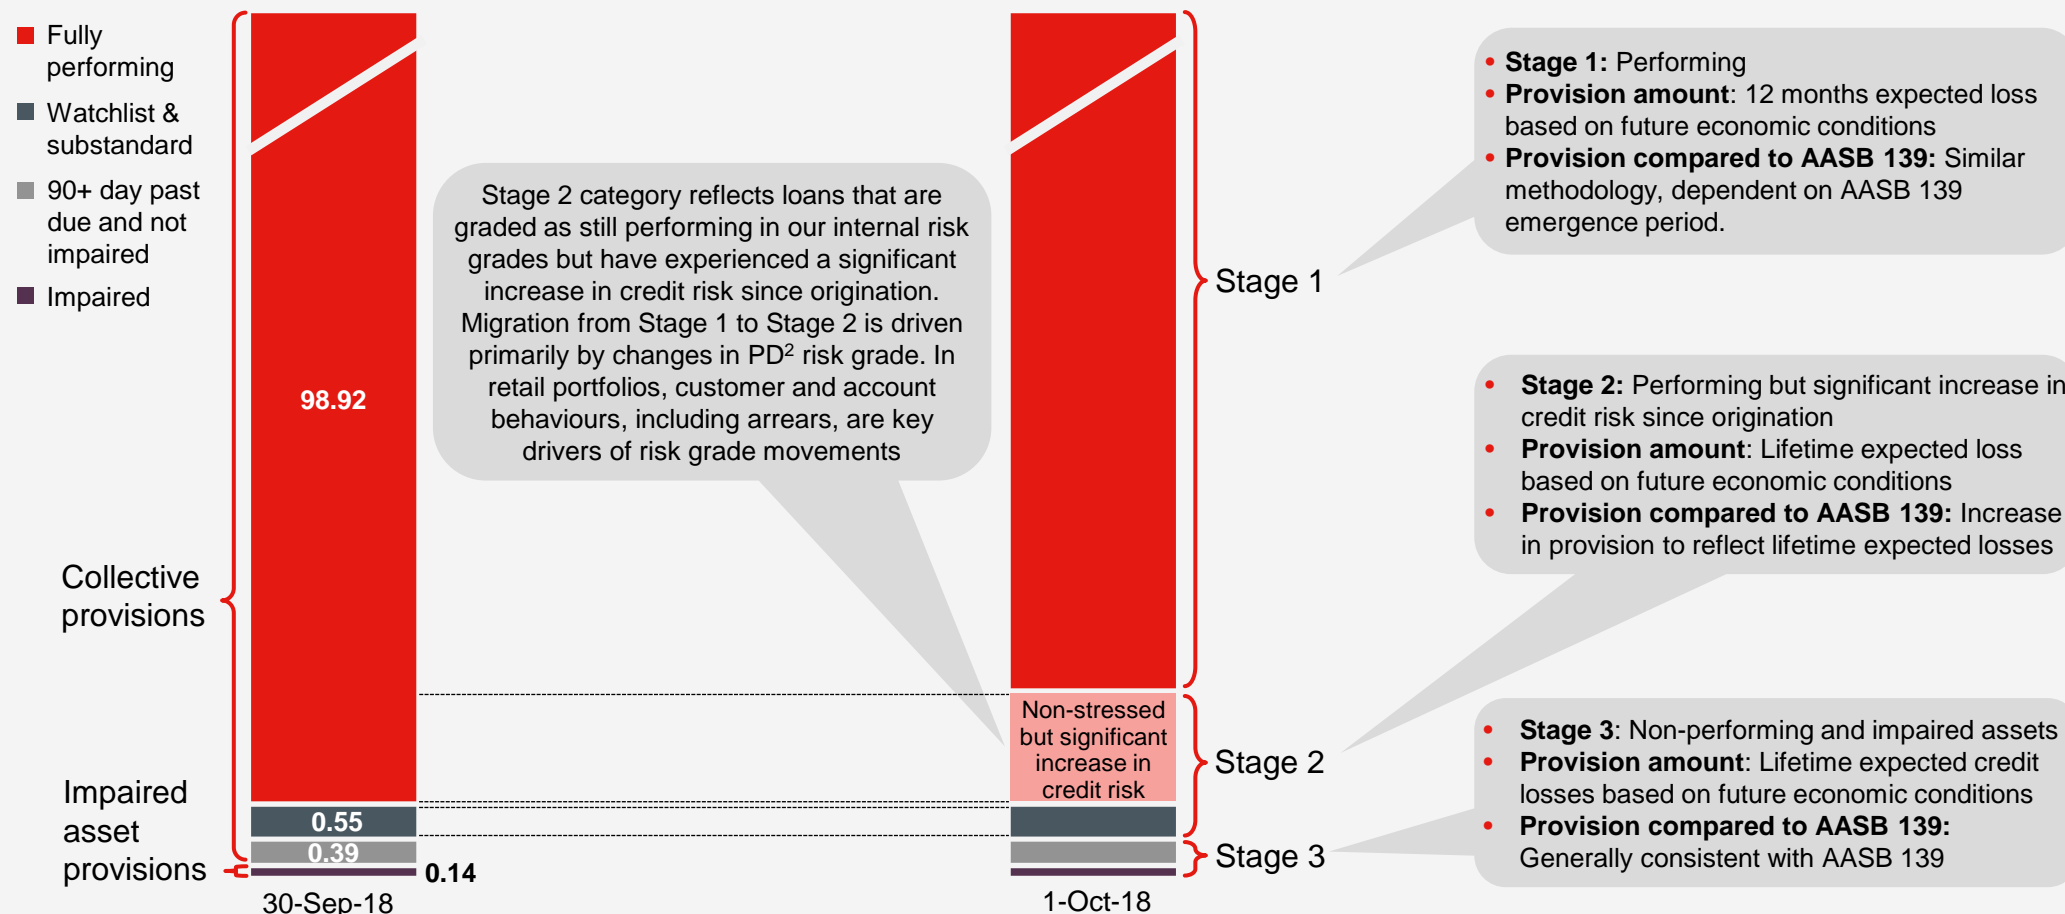 Fully
performing
Watchlist &
substandard
90+ day past
due and not
impaired
Impaired
Collective
provisions
Impaired
asset
provisions
98.92
0.55
0.39
0.14
30-Sep-18
Stage 2 category reflects loans that are
graded as still performing in our internal risk
grades but have experienced a significant
increase in credit risk since origination.
Migration from Stage 1 to Stage 2 is driven
primarily by changes in PD² risk grade. In
retail portfolios, customer and account
behaviours, including arrears, are key
drivers of risk grade movements
Non-stressed
but significant
increase in
credit risk
1-Oct-18
Stage 1
Stage 2
Stage 3
• Stage 1: Performing
• Provision amount: 12 months expected loss
based on future economic conditions
• Provision compared to AASB 139: Similar
methodology, dependent on AASB 139
emergence period.
• Stage 2: Performing but significant increase in
credit risk since origination
• Provision amount: Lifetime expected loss
based on future economic conditions
• Provision compared to AASB 139: Increase
in provision to reflect lifetime expected losses
• Stage 3: Non-performing and impaired assets
• Provision amount: Lifetime expected credit
losses based on future economic conditions
• Provision compared to AASB 139:
Generally consistent with AASB 139